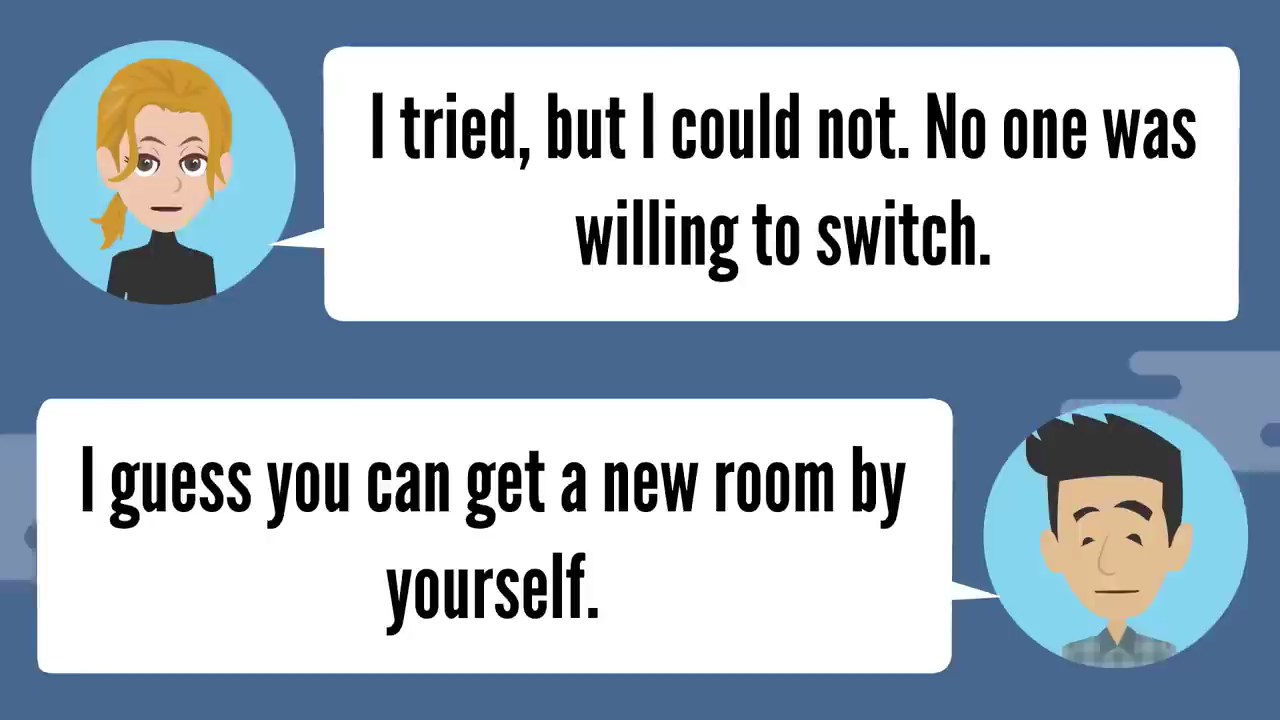 I tried, but I could not. No one was
willing to switch.
I guess you can get a new room by
yourself.